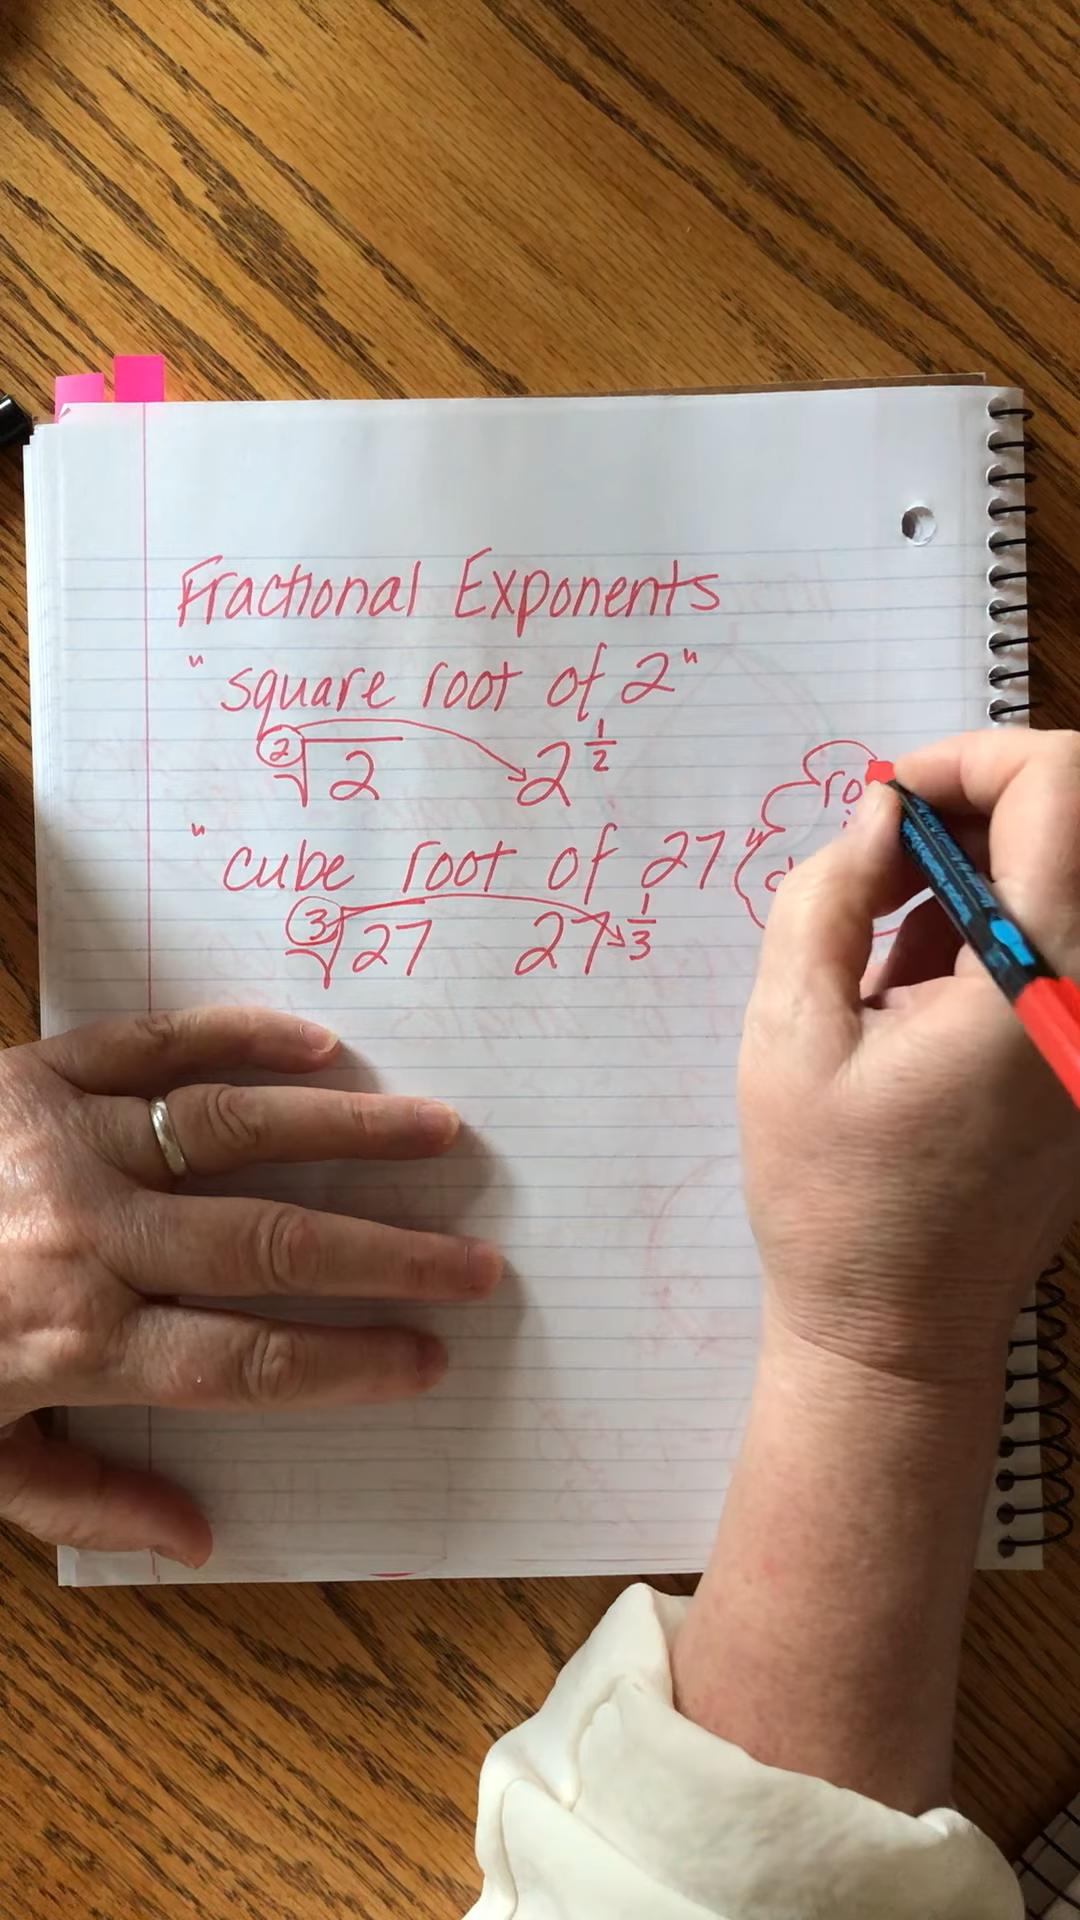 Fractional Exponents
"square root of 2"
²√2 2^1/2
"cube root of 27"
³√27 27^1/3